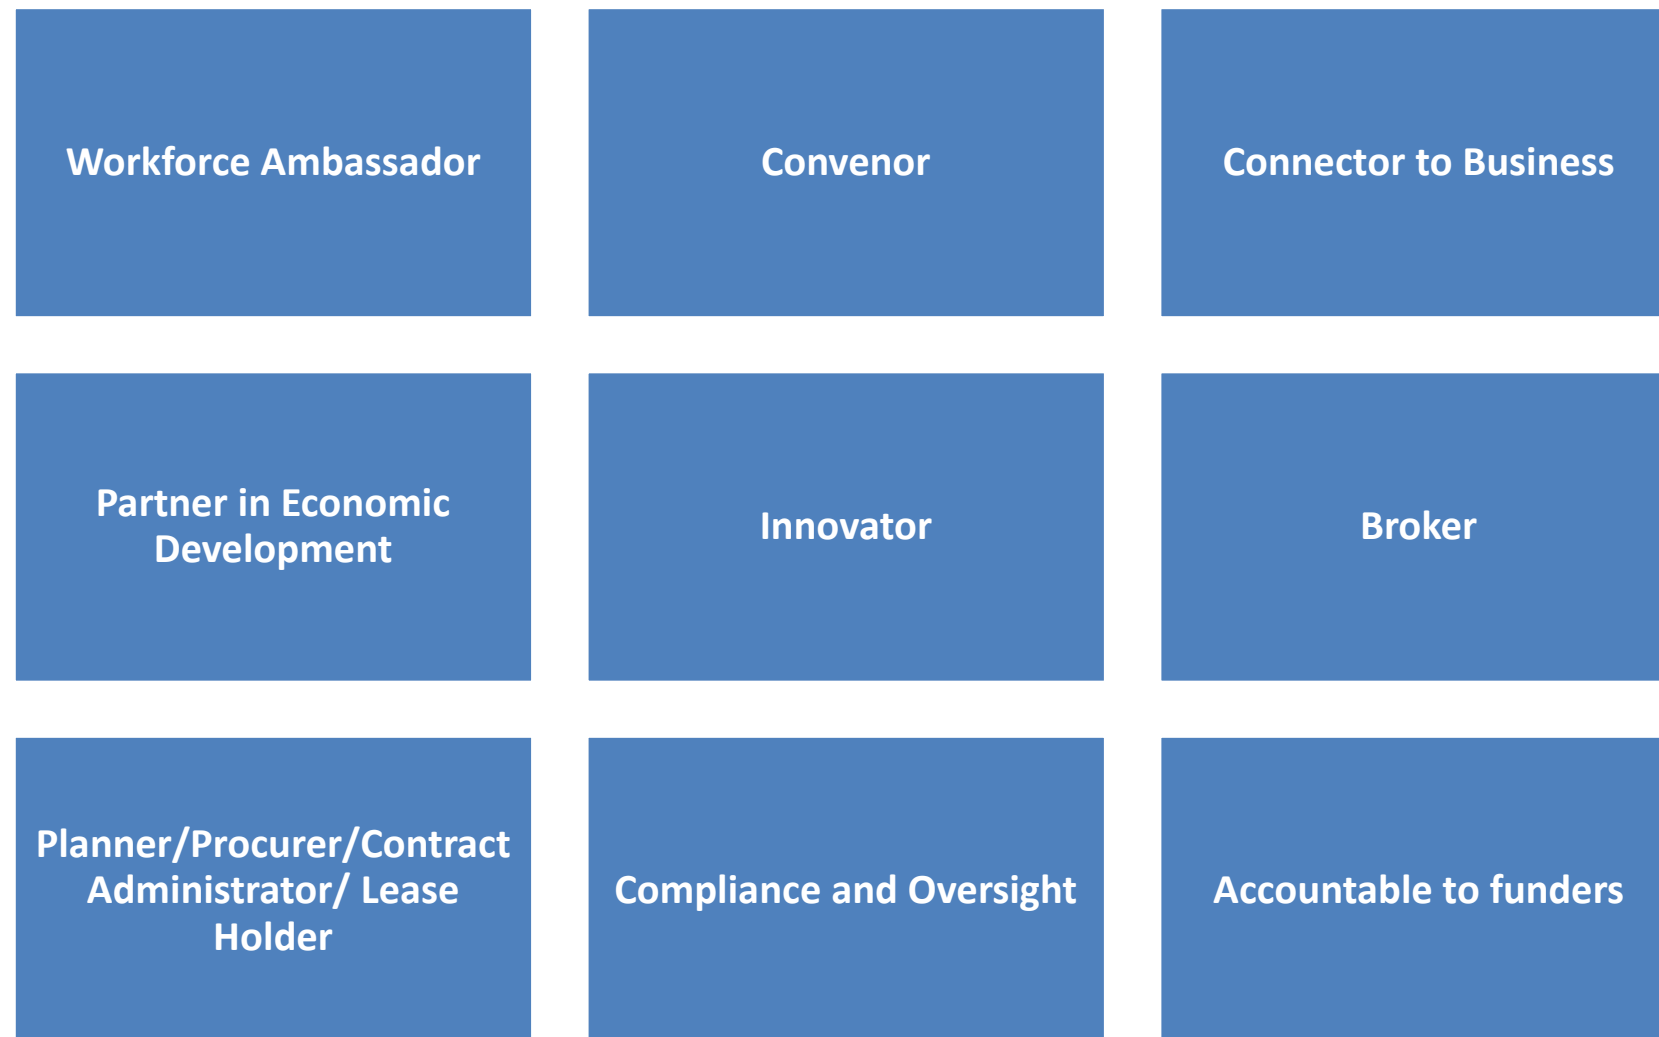 Workforce Ambassador
Convenor
Connector to Business
Partner in Economic
Development
Innovator
Broker
Planner/Procurer/Contract
Administrator/ Lease
Holder
Compliance and Oversight
Accountable to funders